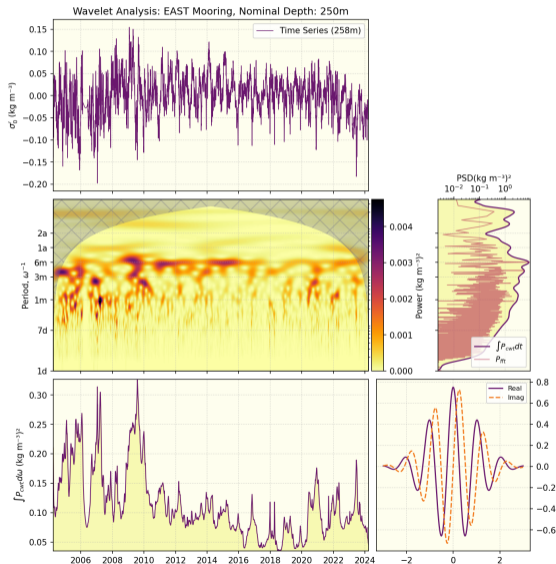 Wavelet Analysis: EAST Mooring, Nominal Depth: 250m
Time Series (258m)
0.15
0.10
0.05
0.00
−0.05
−0.10
−0.15
−0.20
σ′₀ (kg m⁻³)
2a
1a
6m
3m
1m
7d
1d
Period, ω⁻¹
0.004
0.003
0.002
0.001
0.000
Power (kg m⁻³)²
PSD(kg m⁻³)²
10⁻² 10⁻¹ 10⁰
∫P_cwt dt
P_fft
0.30
0.25
0.20
0.15
0.10
0.05
∫P_cwt dω (kg m⁻³)²
2006 2008 2010 2012 2014 2016 2018 2020 2022 2024
Real
Imag
0.8
0.6
0.4
0.2
0.0
−0.2
−0.4
−0.6
−2 0 2